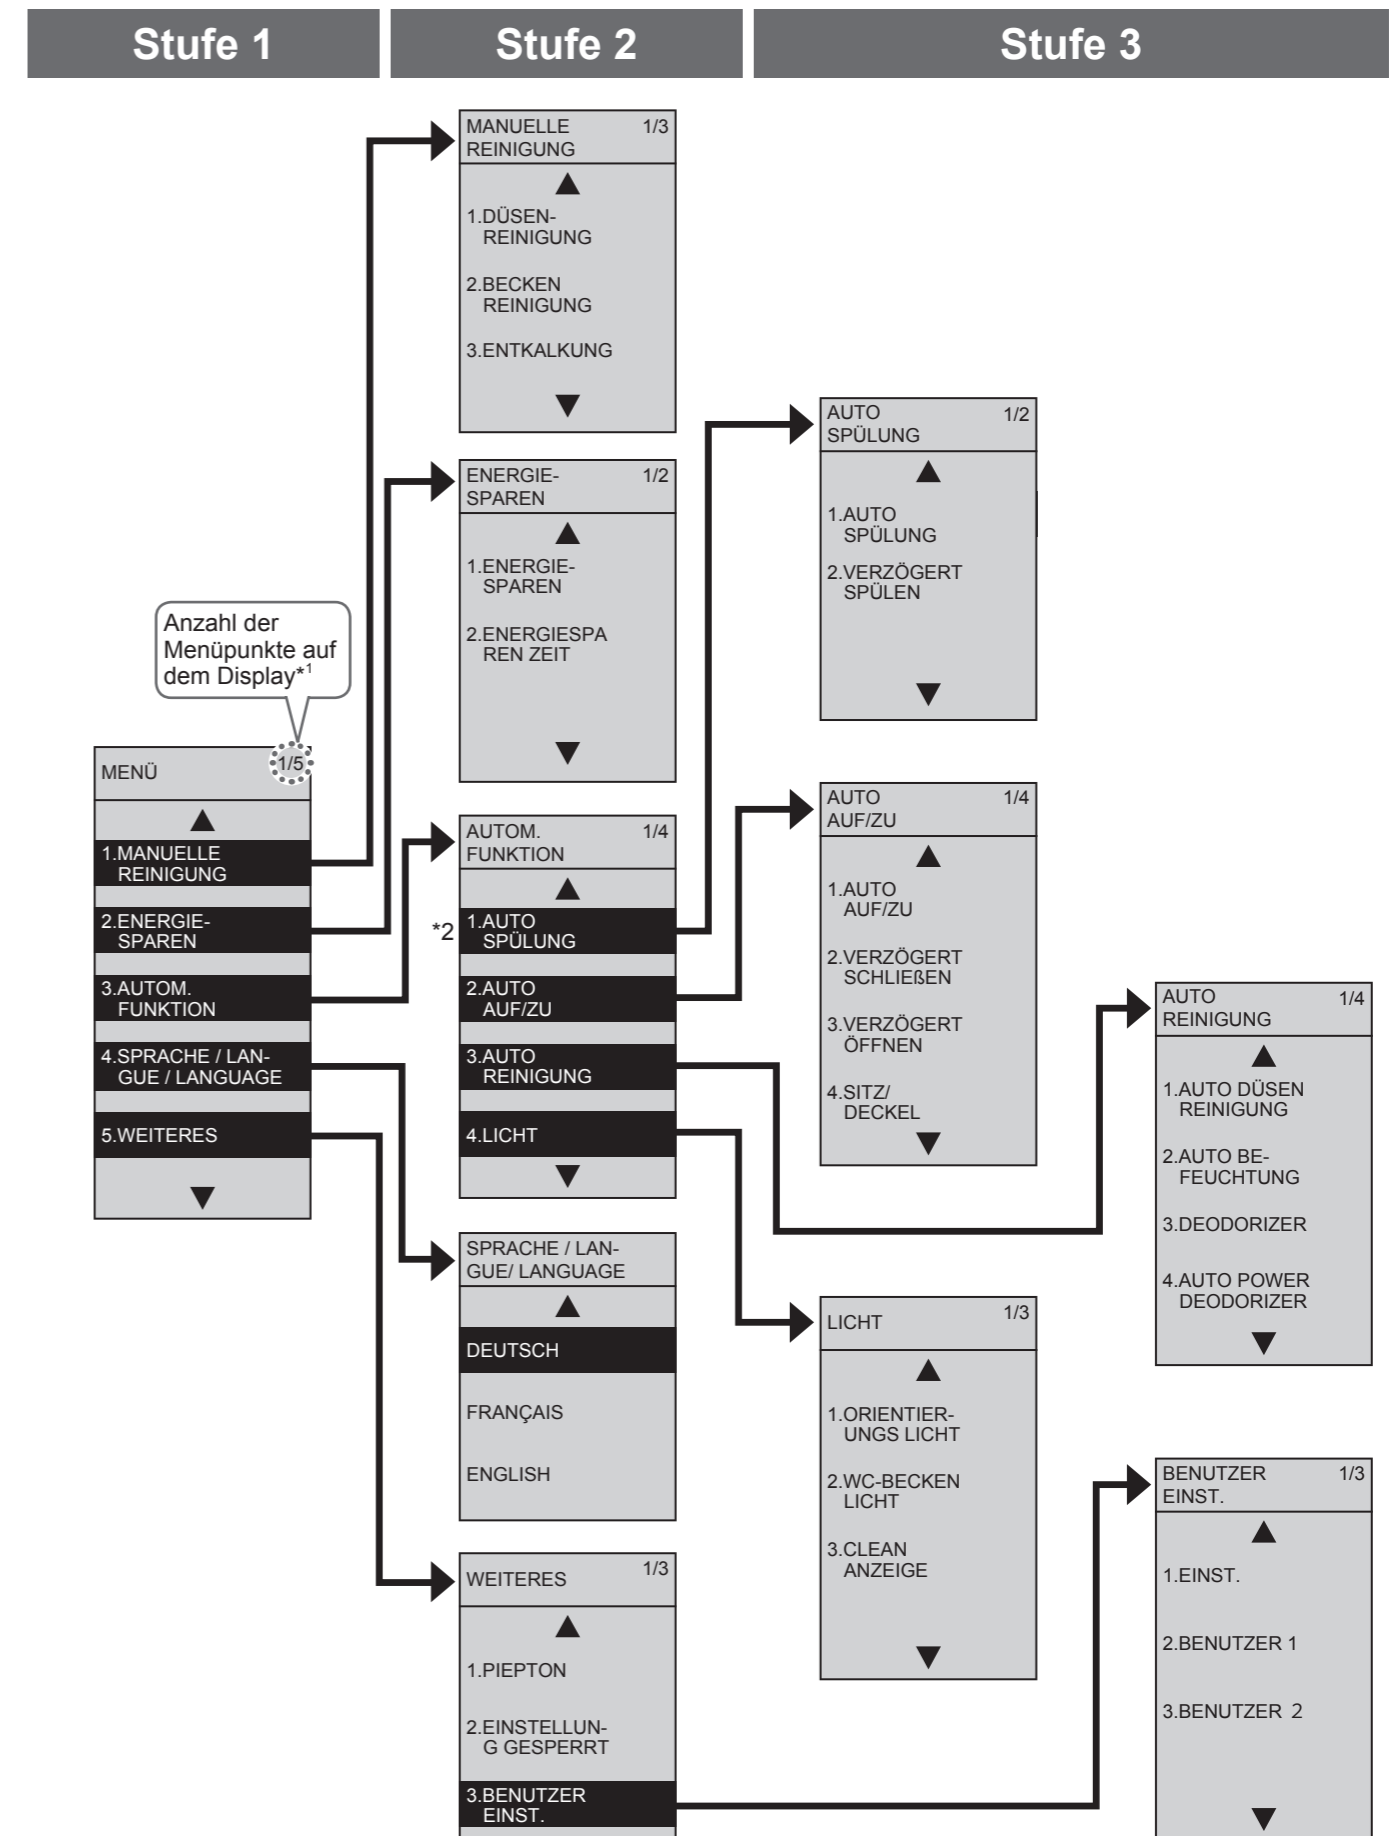 Stufe 1
Stufe 2
Stufe 3
MANUELLE 1/3
REINIGUNG
1.DÜSEN-
REINIGUNG
2.BECKEN
REINIGUNG
3.ENTKALKUNG
ENERGIE- 1/2
SPAREN
1.ENERGIE-
SPAREN
2.ENERGIESPA
REN ZEIT
Anzahl der
Menüpunkte auf
dem Display*1
MENÜ 1/5
1.MANUELLE
REINIGUNG
2.ENERGIE-
SPAREN
3.AUTOM.
FUNKTION
4.SPRACHE / LAN-
GUE / LANGUAGE
5.WEITERES
AUTOM. 1/4
FUNKTION
*2
1.AUTO
SPÜLUNG
2.AUTO
AUF/ZU
3.AUTO
REINIGUNG
4.LICHT
SPRACHE / LAN-
GUE/ LANGUAGE
DEUTSCH
FRANÇAIS
ENGLISH
WEITERES 1/3
1.PIEPTON
2.EINSTELLUN-
G GESPERRT
3.BENUTZER
EINST.
AUTO 1/2
SPÜLUNG
1.AUTO
SPÜLUNG
2.VERZÖGERT
SPÜLEN
AUTO 1/4
AUF/ZU
1.AUTO
AUF/ZU
2.VERZÖGERT
SCHLIEßEN
3.VERZÖGERT
ÖFFNEN
4.SITZ/
DECKEL
LICHT 1/3
1.ORIENTIER-
UNGS LICHT
2.WC-BECKEN
LICHT
3.CLEAN
ANZEIGE
AUTO 1/4
REINIGUNG
1.AUTO DÜSEN
REINIGUNG
2.AUTO BE-
FEUCHTUNG
3.DEODORIZER
4.AUTO POWER
DEODORIZER
BENUTZER 1/3
EINST.
1.EINST.
2.BENUTZER 1
3.BENUTZER 2